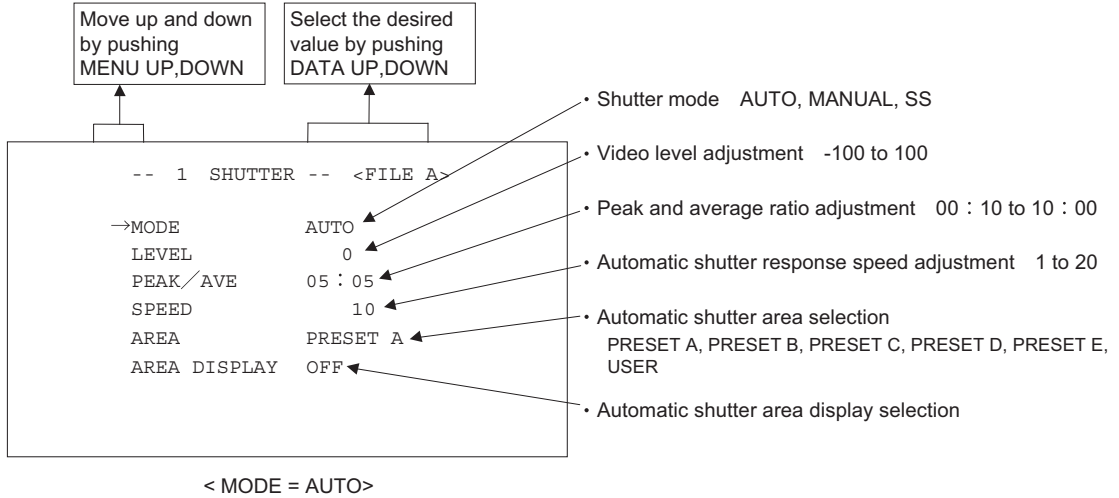 Move up and down
by pushing
MENU UP,DOWN
Select the desired
value by pushing
DATA UP,DOWN
-- 1 SHUTTER -- <FILE A>
→MODE AUTO
LEVEL 0
PEAK／AVE 05：05
SPEED 10
AREA PRESET A
AREA DISPLAY OFF
・Shutter mode AUTO, MANUAL, SS
・Video level adjustment -100 to 100
・Peak and average ratio adjustment 00：10 to 10：00
・Automatic shutter response speed adjustment 1 to 20
・Automatic shutter area selection
PRESET A, PRESET B, PRESET C, PRESET D, PRESET E,
USER
・Automatic shutter area display selection
< MODE = AUTO>